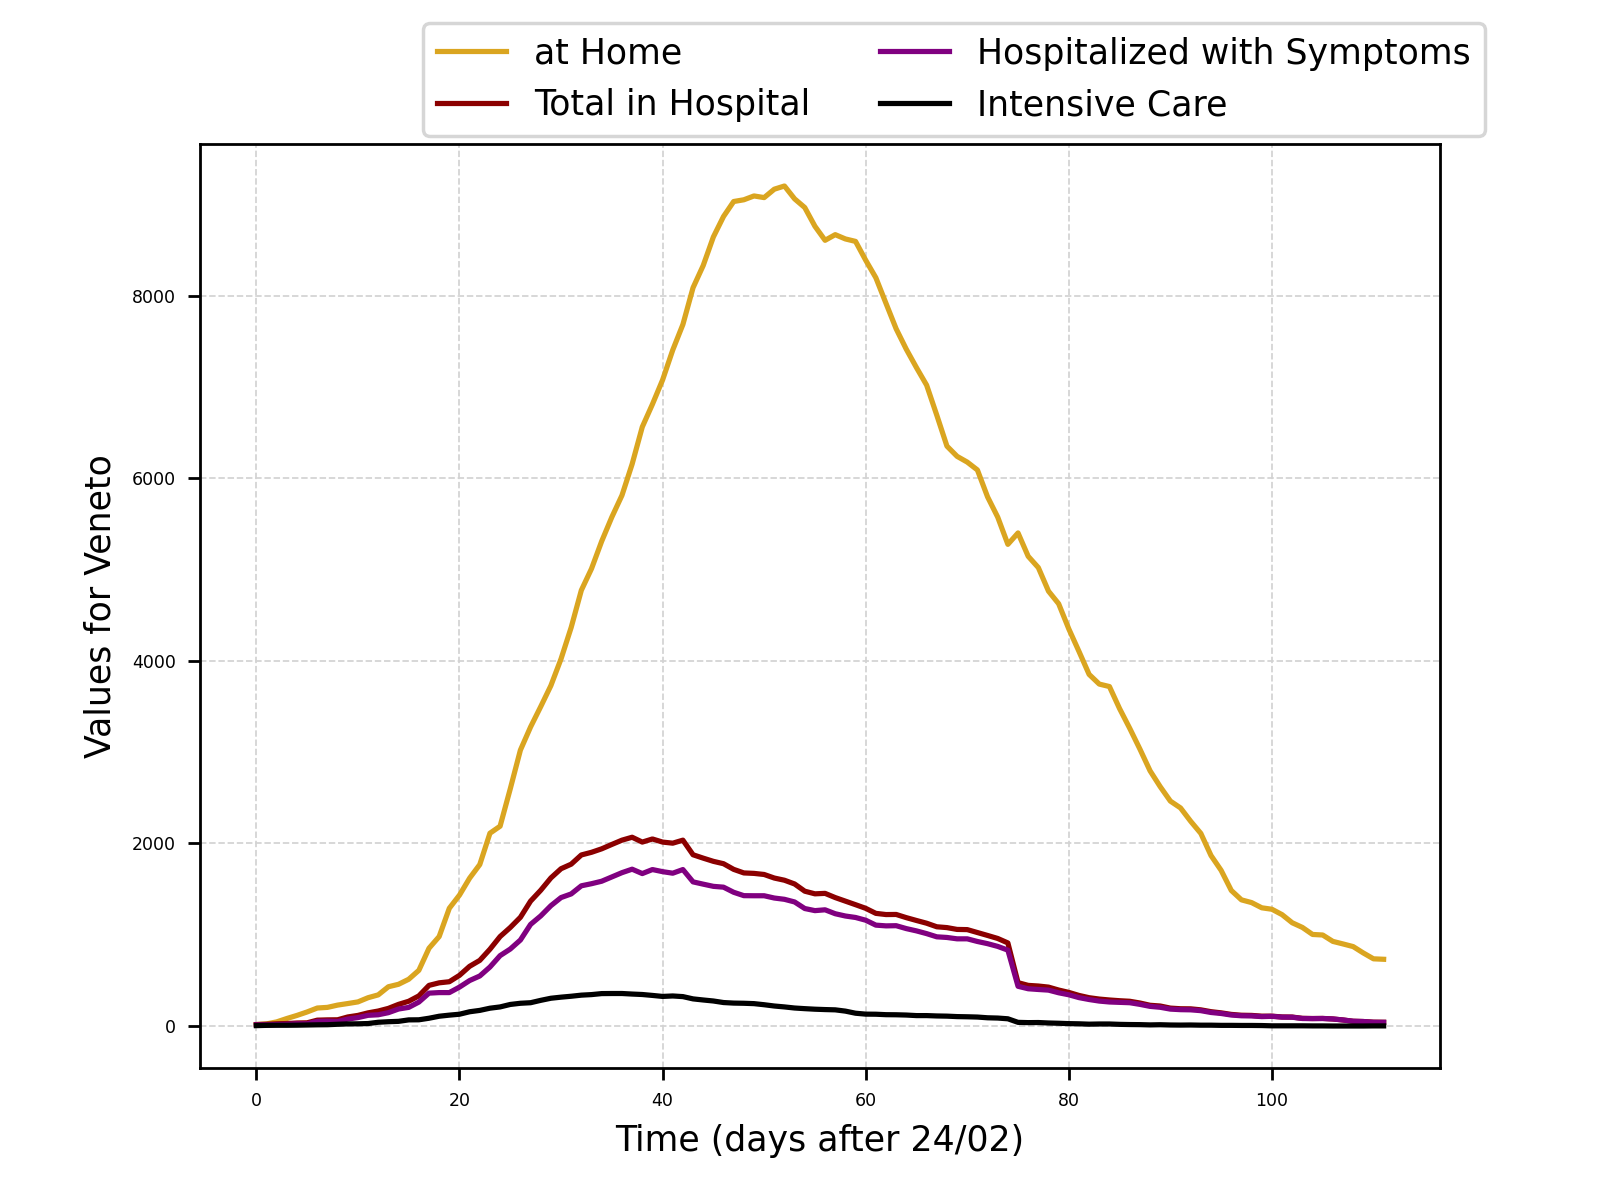 at Home
Total in Hospital
Hospitalized with Symptoms
Intensive Care
Values for Veneto
8000
6000
4000
2000
0
0 20 40 60 80 100
Time (days after 24/02)